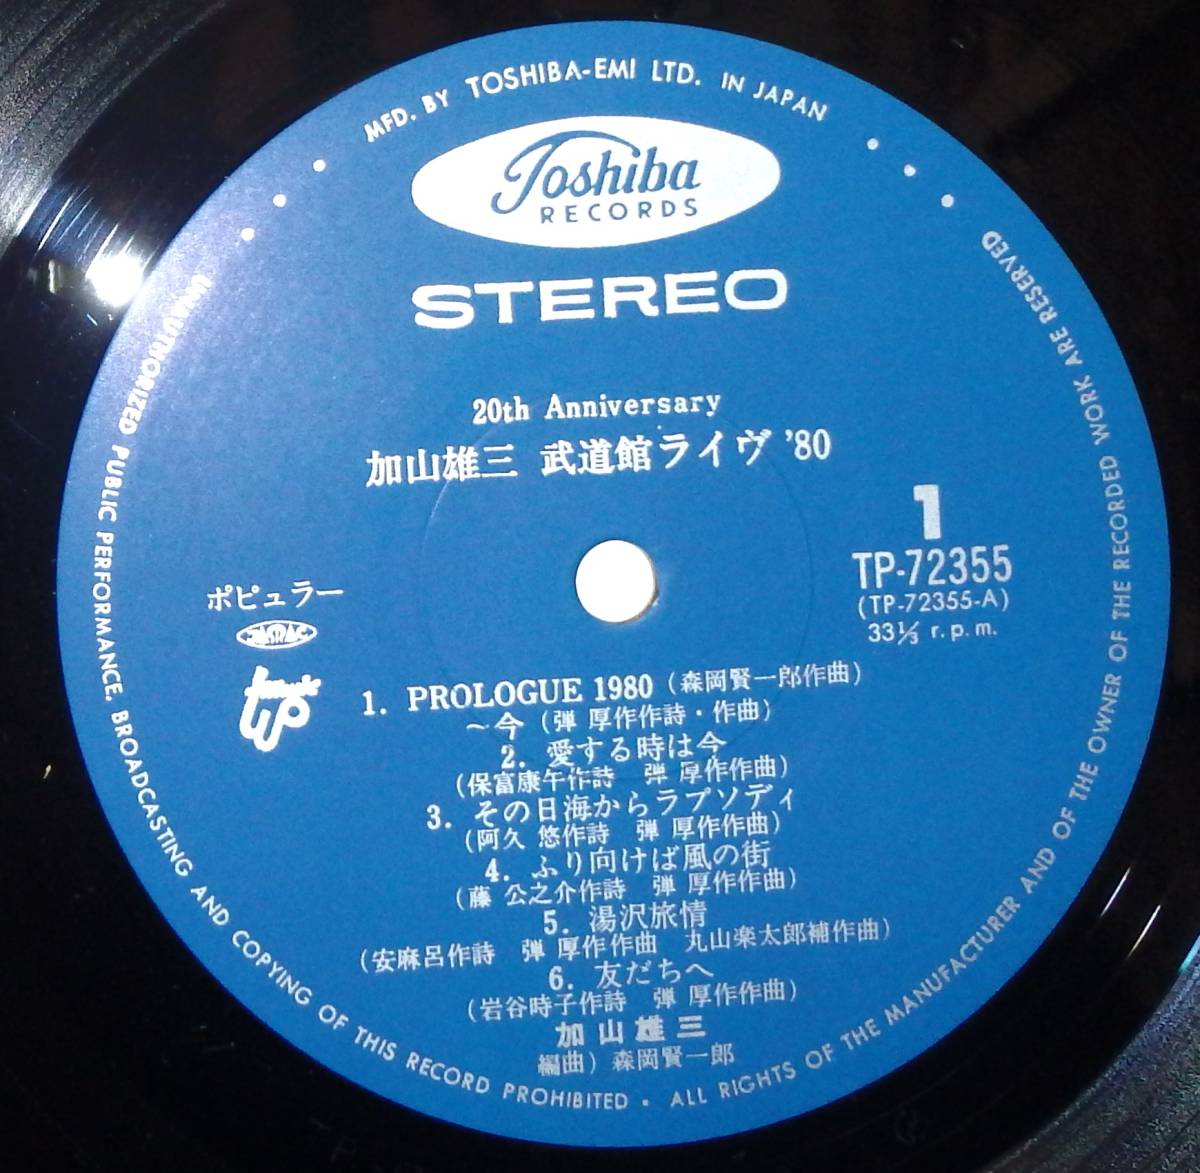 MFD. BY TOSHIBA-EMI LTD. IN JAPAN
Toshiba
RECORDS
STEREO
20th Anniversary
加山雄三 武道館ライヴ '80
1
TP-72355
(TP-72355-A)
33⅓ r.p.m.
ポピュラー
JASRAC
1. PROLOGUE 1980 (森岡賢一郎作曲)
～今 (弾 厚作作詩・作曲)
2. 愛する時は今
(保富康午作詩 弾 厚作作曲)
3. その日海からラプソディ
(阿久 悠作詩 弾 厚作作曲)
4. ふり向けば風の街
(藤 公之介作詩 弾 厚作作曲)
5. 湯沢旅情
(安麻呂作詩 弾 厚作作曲 丸山楽太郎補作曲)
6. 友だちへ
(岩谷時子作詩 弾 厚作作曲)
加山雄三
編曲) 森岡賢一郎
UNAUTHORIZED PUBLIC PERFORMANCE, BROADCASTING AND COPYING OF THIS RECORD PROHIBITED • ALL RIGHTS OF THE MANUFACTURER AND OF THE OWNER OF THE RECORDED WORK ARE RESERVED